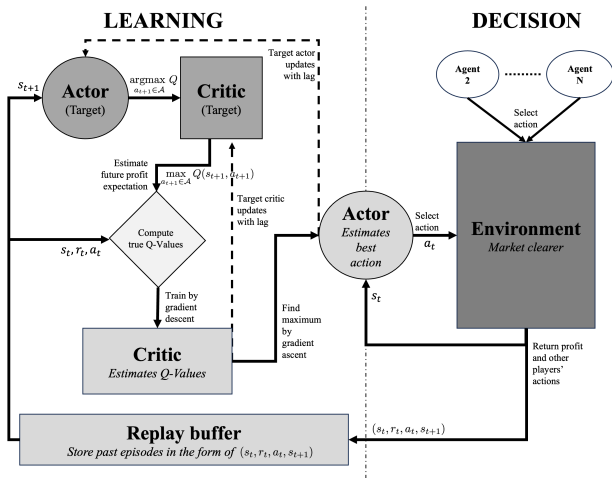 LEARNING
DECISION
s_{t+1}
Actor
(Target)
argmax Q
a_{t+1}∈𝒜
Critic
(Target)
Target actor
updates
with lag
Agent
2
Agent
N
Select
action
Estimate
future profit
expectation
max Q(s_{t+1}, a_{t+1})
a_{t+1}∈𝒜
Target critic
updates
with lag
Compute
true Q-Values
s_t, r_t, a_t
Actor
Estimates
best
action
Select
action
a_t
Environment
Market clearer
s_t
Train by
gradient
descent
Critic
Estimates Q-Values
Find
maximum
by
gradient
ascent
Return profit
and other
players'
actions
Replay buffer
Store past episodes in the form of (s_t, r_t, a_t, s_{t+1})
(s_t, r_t, a_t, s_{t+1})